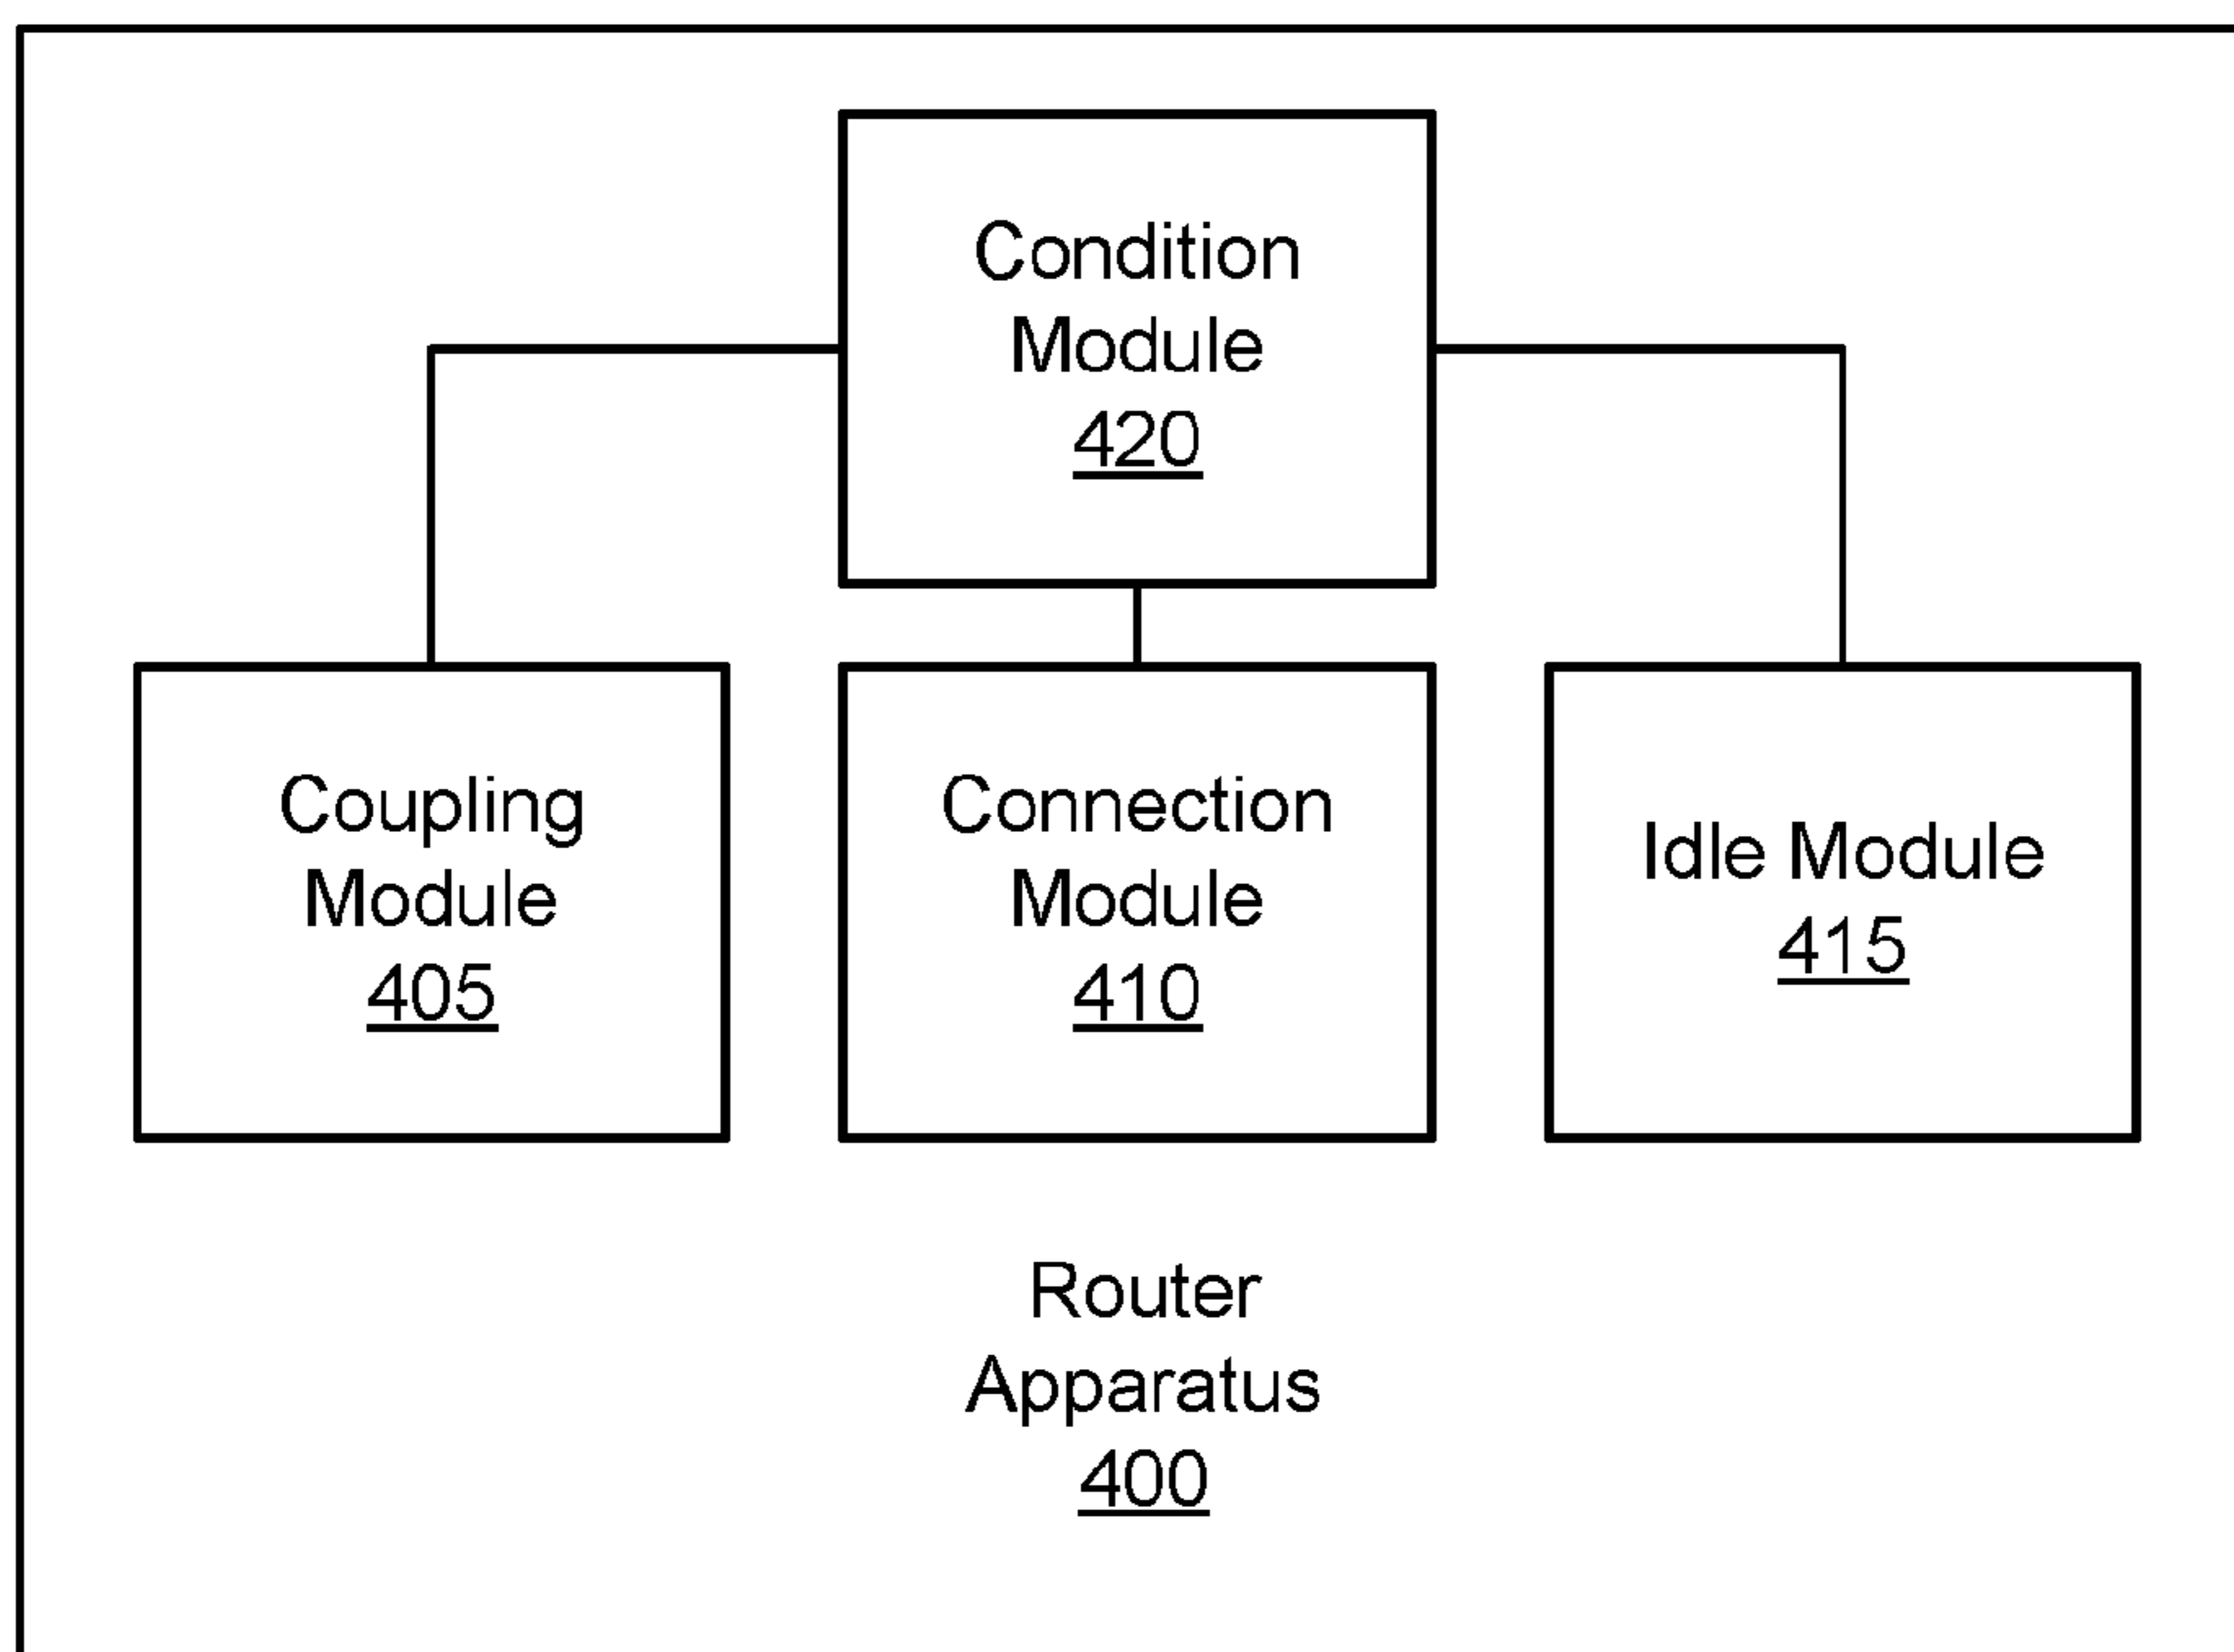 Condition
Module
420
Coupling
Module
405
Connection
Module
410
Idle Module
415
Router
Apparatus
400